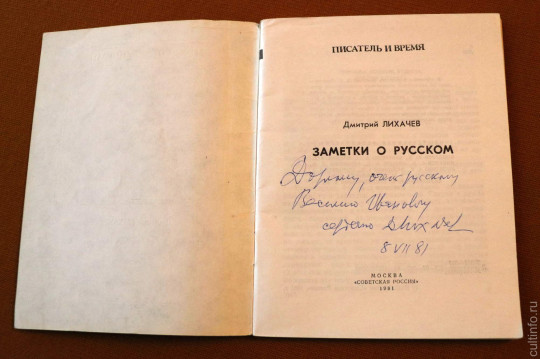 ПИСАТЕЛЬ И ВРЕМЯ
Дмитрий ЛИХАЧЕВ
ЗАМЕТКИ О РУССКОМ
Дорогому, очень русскому
Василию Ивановичу
сердечно Д Лихачев
8 VII 81
МОСКВА
«СОВЕТСКАЯ РОССИЯ»
1981
cultinfo.ru